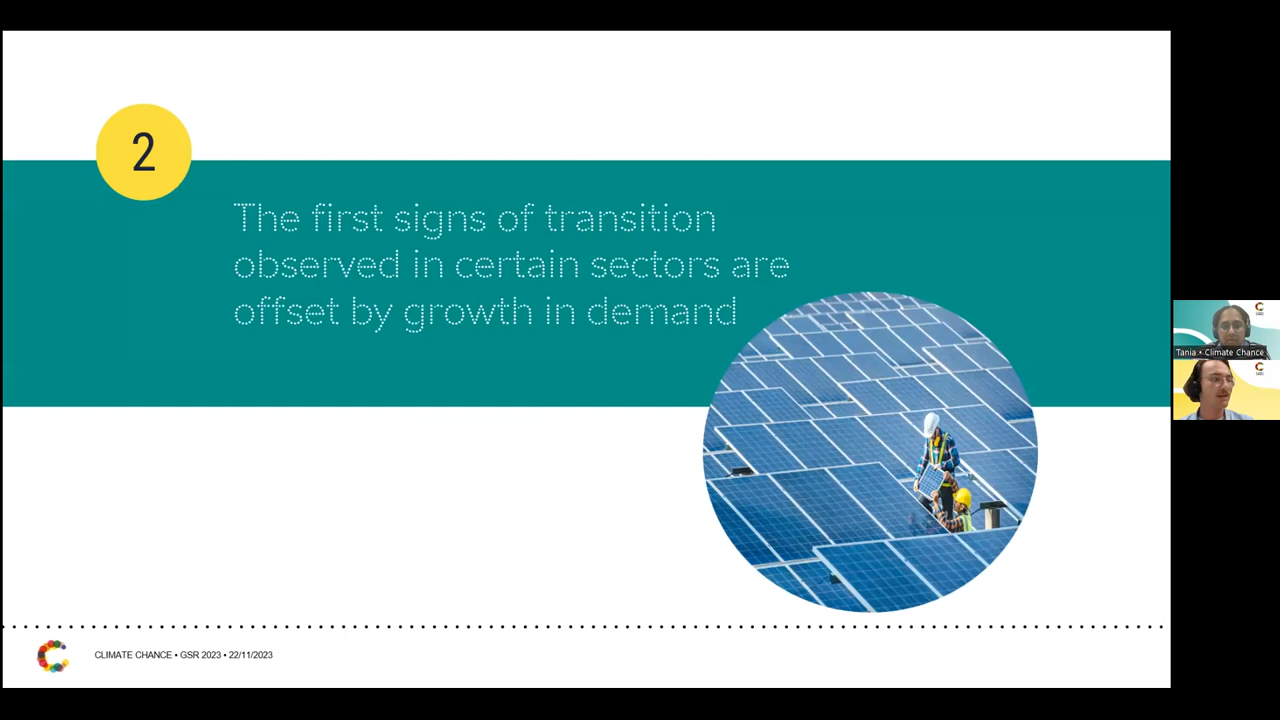 2
The first signs of transition
observed in certain sectors are
offset by growth in demand
Tania • Climate Chance
CLIMATE CHANCE • GSR 2023 • 22/11/2023